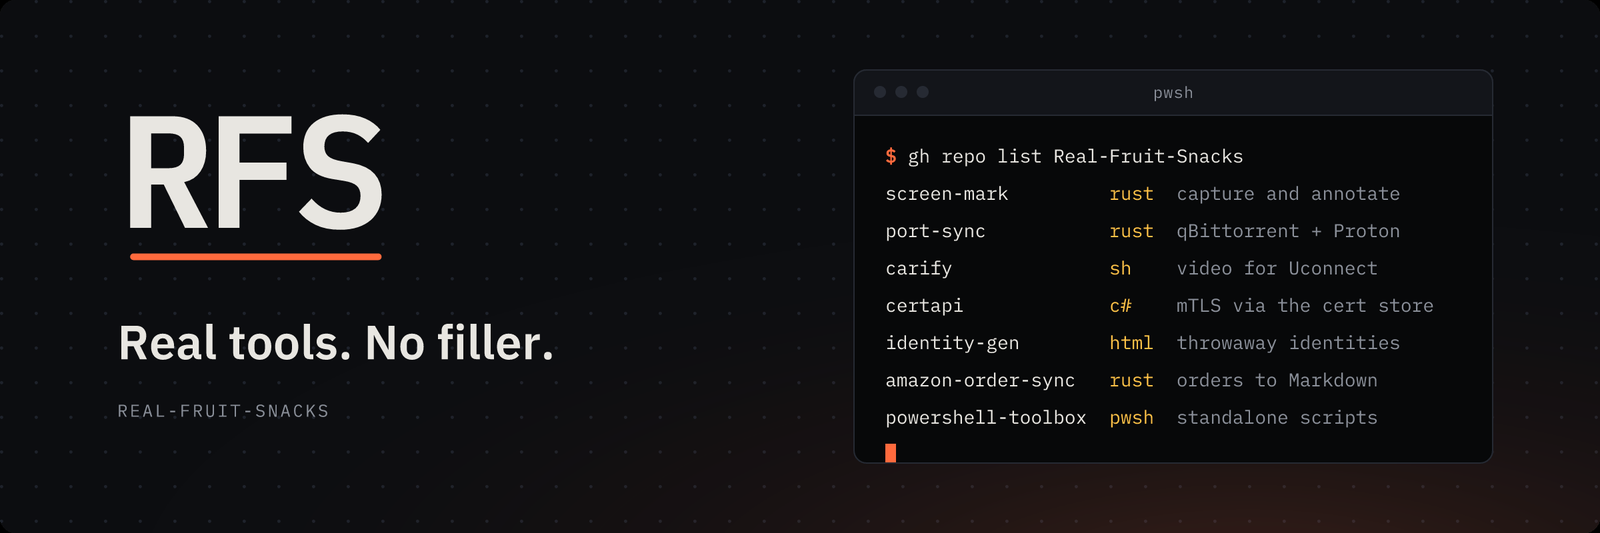 RFS
Real tools. No filler.
REAL-FRUIT-SNACKS
pwsh
$ gh repo list Real-Fruit-Snacks
screen-mark rust capture and annotate
port-sync rust qBittorrent + Proton
carify sh video for Uconnect
certapi c# mTLS via the cert store
identity-gen html throwaway identities
amazon-order-sync rust orders to Markdown
powershell-toolbox pwsh standalone scripts